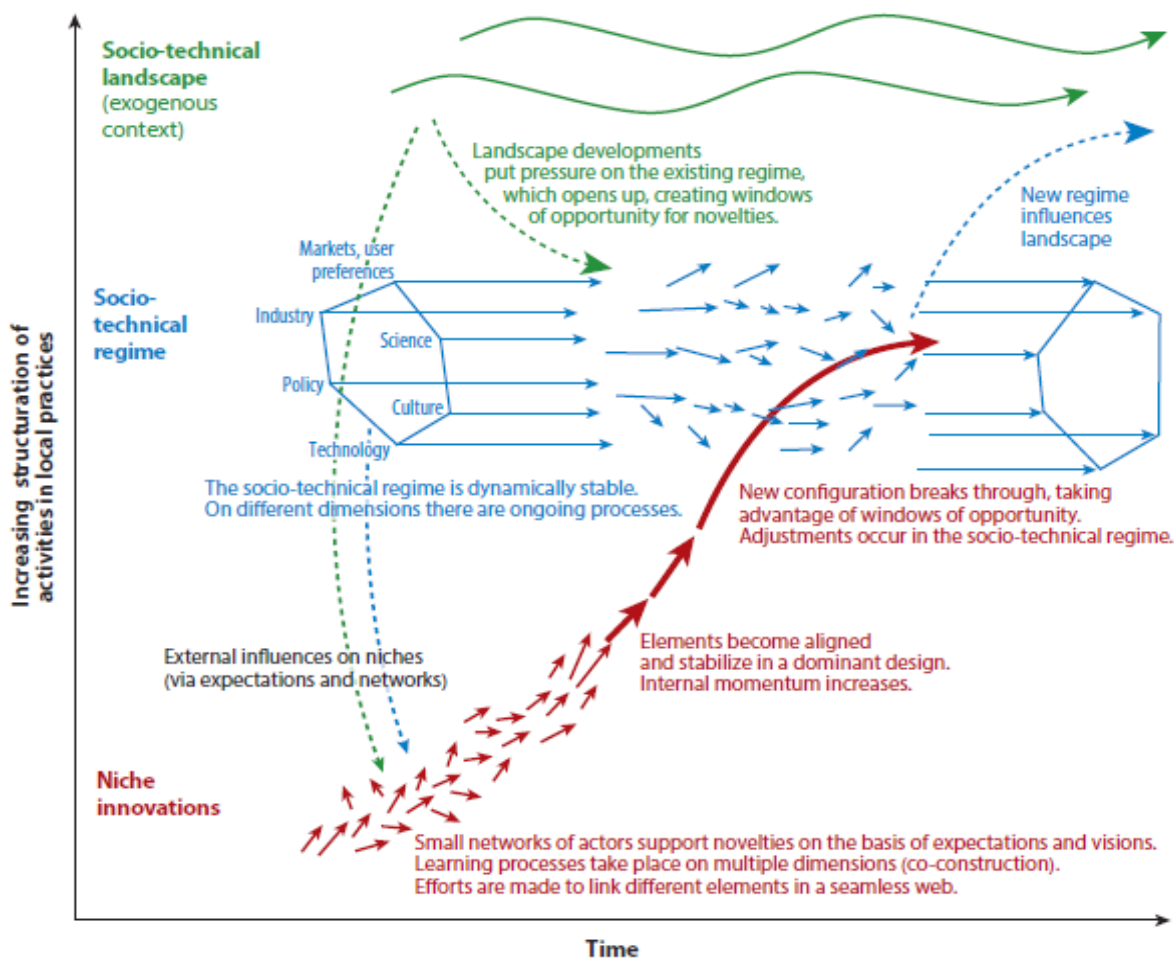 Socio-technical
landscape
(exogenous
context)
Landscape developments
put pressure on the existing regime,
which opens up, creating windows
of opportunity for novelties.
New regime
influences
landscape
Increasing structuration of
activities in local practices
Socio-
technical
regime
Markets, user
preferences
Industry
Science
Policy
Culture
Technology
The socio-technical regime is dynamically stable.
On different dimensions there are ongoing processes.
New configuration breaks through, taking
advantage of windows of opportunity.
Adjustments occur in the socio-technical regime.
External influences on niches
(via expectations and networks)
Elements become aligned
and stabilize in a dominant design.
Internal momentum increases.
Niche
innovations
Small networks of actors support novelties on the basis of expectations and visions.
Learning processes take place on multiple dimensions (co-construction).
Efforts are made to link different elements in a seamless web.
Time